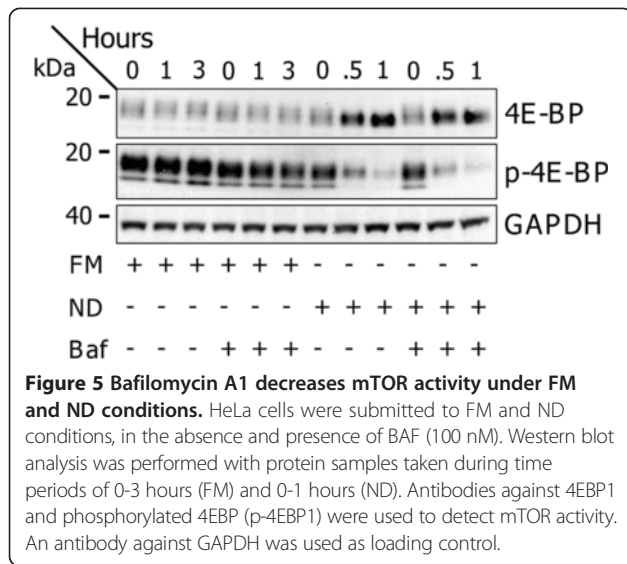 Hours
kDa 0 1 3 0 1 3 0 .5 1 0 .5 1
20 - 4E-BP
20 - p-4E-BP
40 - GAPDH
FM + + + + + + - - - - - -
ND - - - - - - + + + + + +
Baf - - - + + + - - - + + +
Figure 5 Bafilomycin A1 decreases mTOR activity under FM
and ND conditions. HeLa cells were submitted to FM and ND
conditions, in the absence and presence of BAF (100 nM). Western blot
analysis was performed with protein samples taken during time
periods of 0-3 hours (FM) and 0-1 hours (ND). Antibodies against 4EBP1
and phosphorylated 4EBP (p-4EBP1) were used to detect mTOR activity.
An antibody against GAPDH was used as loading control.